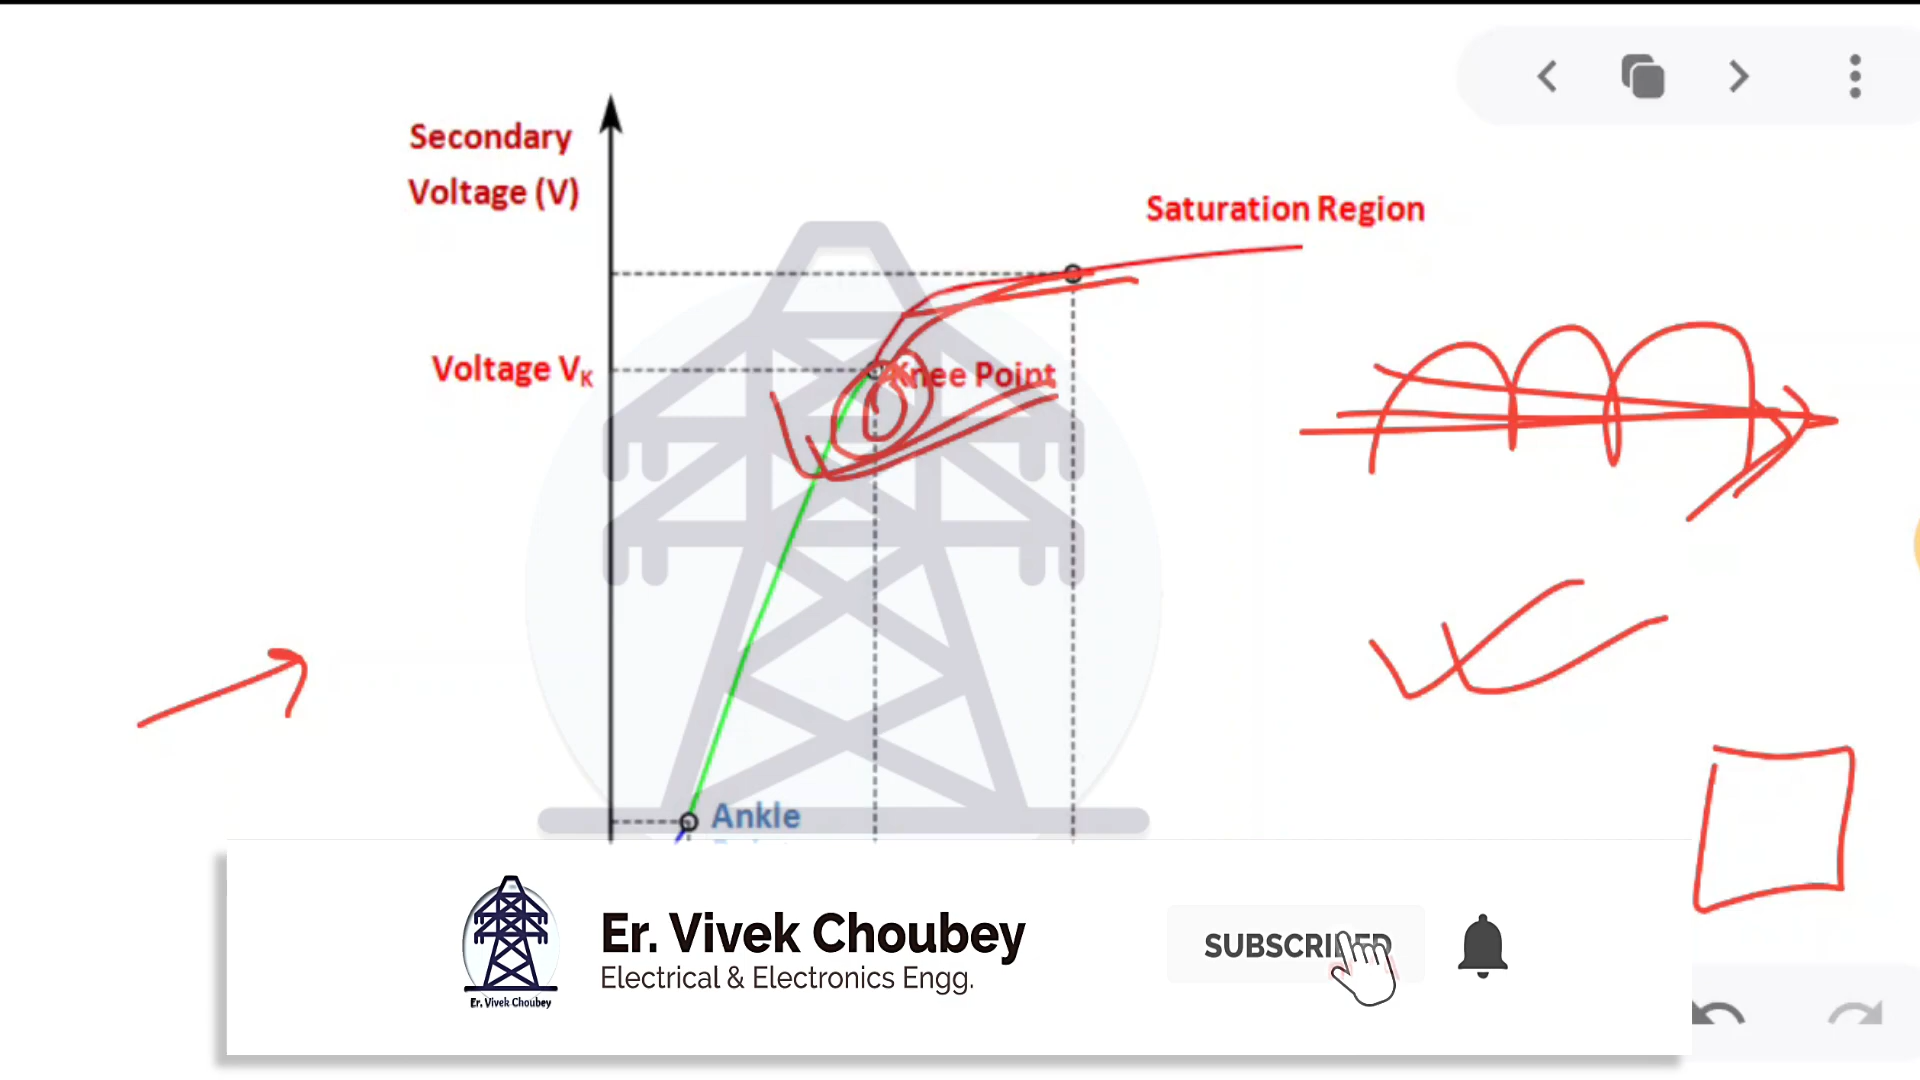 Secondary
Voltage (V)
Saturation Region
Voltage VK
Knee Point
Ankle
Er. Vivek Choubey
Electrical & Electronics Engg.
SUBSCRIBED
Er. Vivek Choubey